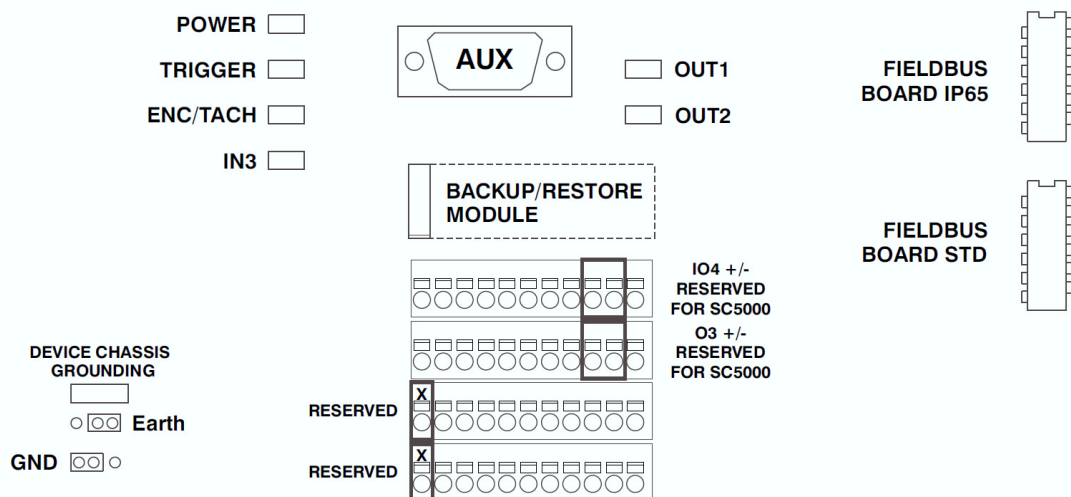 POWER
TRIGGER
ENC/TACH
IN3
AUX
OUT1
OUT2
FIELDBUS
BOARD IP65
BACKUP/RESTORE
MODULE
FIELDBUS
BOARD STD
IO4 +/-
RESERVED
FOR SC5000
O3 +/-
RESERVED
FOR SC5000
DEVICE CHASSIS
GROUNDING
Earth
GND
X
RESERVED
X
RESERVED